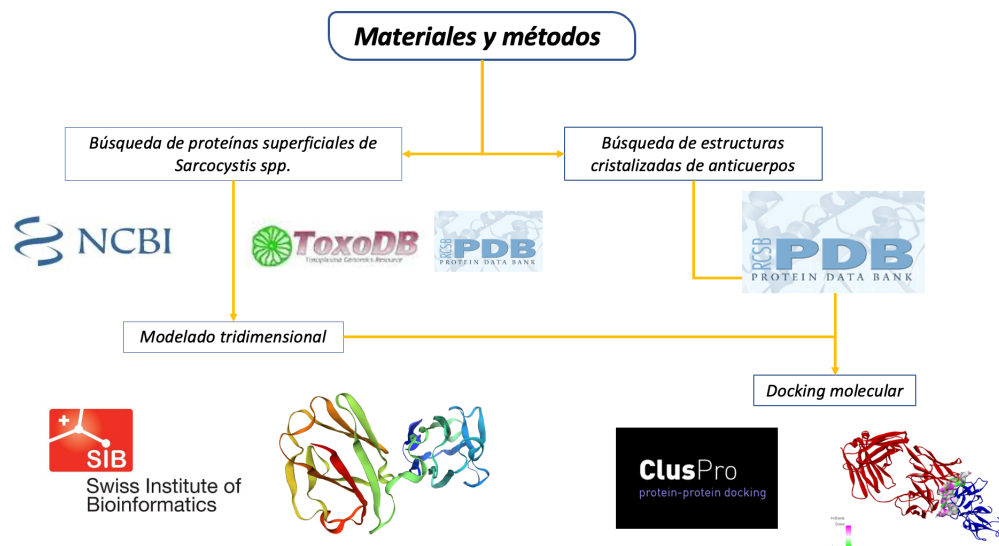 Materiales y métodos
Búsqueda de proteínas superficiales de
Sarcocystis spp.
Búsqueda de estructuras
cristalizadas de anticuerpos
NCBI
ToxoDB
Toxoplasma Genomics Resource
RCSB
PDB
PROTEIN DATA BANK
RCSB
PDB
PROTEIN DATA BANK
Modelado tridimensional
Docking molecular
SIB
Swiss Institute of
Bioinformatics
ClusPro
protein-protein docking